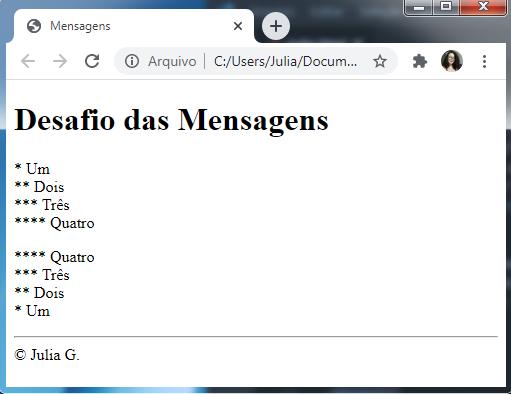 Mensagens
Arquivo | C:/Users/Julia/Docum...
Desafio das Mensagens
* Um
** Dois
*** Três
**** Quatro
**** Quatro
*** Três
** Dois
* Um
© Julia G.